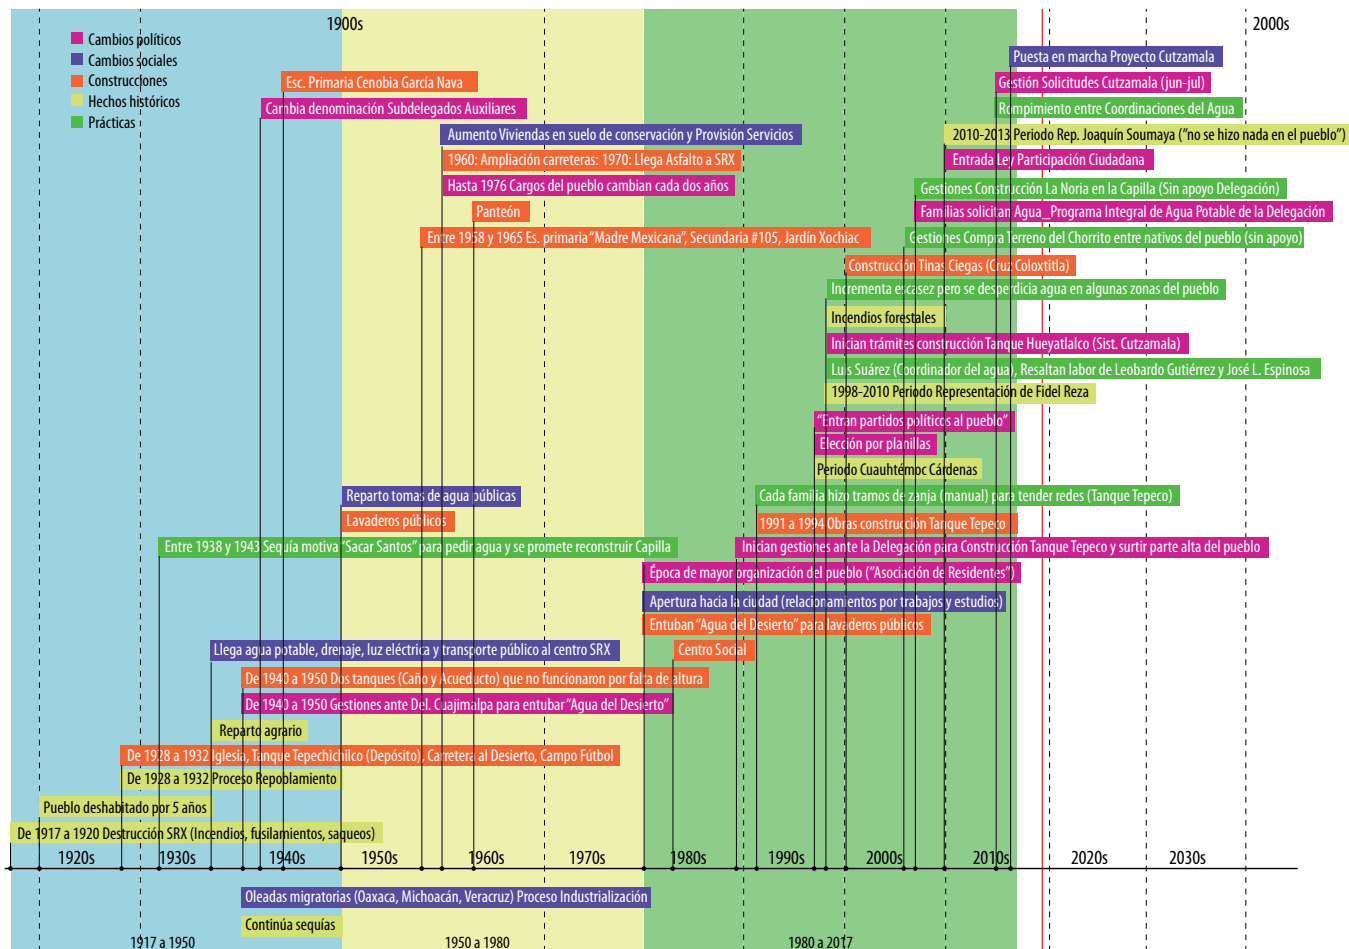 1900s
2000s
Cambios políticos
Cambios sociales
Construcciones
Hechos históricos
Prácticas
Puesta en marcha Proyecto Cutzamala
Esc. Primaria Cenobia García Nava
Gestión Solicitudes Cutzamala (jun-jul)
Cambia denominación Subdelegados Auxiliares
Rompimiento entre Coordinaciones del Agua
Aumento Viviendas en suelo de conservación y Provisión Servicios
2010-2013 Periodo Rep. Joaquín Soumaya ("no se hizo nada en el pueblo")
1960: Ampliación carreteras: 1970: Llega Asfalto a SRX
Entrada Ley Participación Ciudadana
Hasta 1976 Cargos del pueblo cambian cada dos años
Gestiones Construcción La Noria en la Capilla (Sin apoyo Delegación)
Panteón
Familias solicitan Agua_Programa Integral de Agua Potable de la Delegación
Entre 1958 y 1965 Es. primaria "Madre Mexicana", Secundaria #105, Jardín Xochiac
Gestiones Compra Terreno del Chorrito entre nativos del pueblo (sin apoyo)
Construcción Tinas Ciegas (Cruz Coloxtitla)
Incrementa escasez pero se desperdicia agua en algunas zonas del pueblo
Incendios forestales
Inician trámites construcción Tanque Hueyatlalco (Sist. Cutzamala)
Luis Suárez (Coordinador del agua), Resaltan labor de Leobardo Gutiérrez y José L. Espinosa
1998-2010 Periodo Representación de Fidel Reza
"Entran partidos políticos al pueblo"
Elección por planillas
Periodo Cuauhtémoc Cárdenas
Reparto tomas de agua públicas
Cada familia hizo tramos de zanja (manual) para tender redes (Tanque Tepeco)
Lavaderos públicos
1991 a 1994 Obras construcción Tanque Tepeco
Entre 1938 y 1943 Sequía motiva "Sacar Santos" para pedir agua y se promete reconstruir Capilla
Inician gestiones ante la Delegación para Construcción Tanque Tepeco y surtir parte alta del pueblo
Época de mayor organización del pueblo ("Asociación de Residentes")
Apertura hacia la ciudad (relacionamientos por trabajos y estudios)
Entuban "Agua del Desierto" para lavaderos públicos
Llega agua potable, drenaje, luz eléctrica y transporte público al centro SRX
Centro Social
De 1940 a 1950 Dos tanques (Caño y Acueducto) que no funcionaron por falta de altura
De 1940 a 1950 Gestiones ante Del. Cuajimalpa para entubar "Agua del Desierto"
Reparto agrario
De 1928 a 1932 Iglesia, Tanque Tepechichilco (Depósito), Carretera al Desierto, Campo Fútbol
De 1928 a 1932 Proceso Repoblamiento
Pueblo deshabitado por 5 años
De 1917 a 1920 Destrucción SRX (Incendios, fusilamientos, saqueos)
1920s 1930s 1940s 1950s 1960s 1970s 1980s 1990s 2000s 2010s 2020s 2030s
Oleadas migratorias (Oaxaca, Michoacán, Veracruz) Proceso Industrialización
Continúa sequías
1917 a 1950 1950 a 1980 1980 a 2017